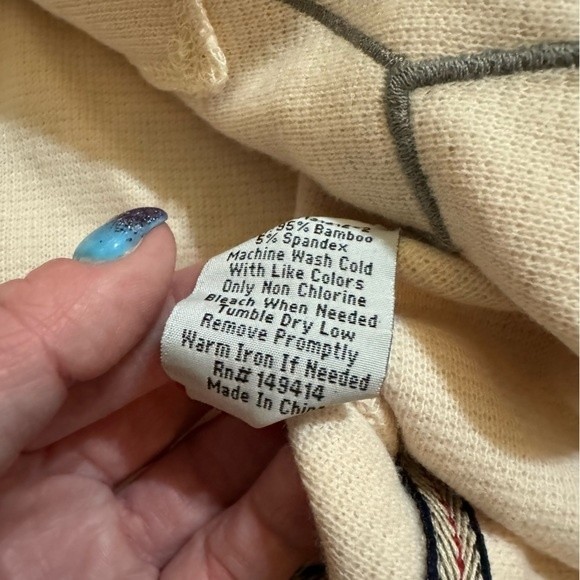 95% Bamboo
5% Spandex
Machine Wash Cold
With Like Colors
Only Non Chlorine
Bleach When Needed
Tumble Dry Low
Remove Promptly
Warm Iron If Needed
Rn# 149414
Made In China